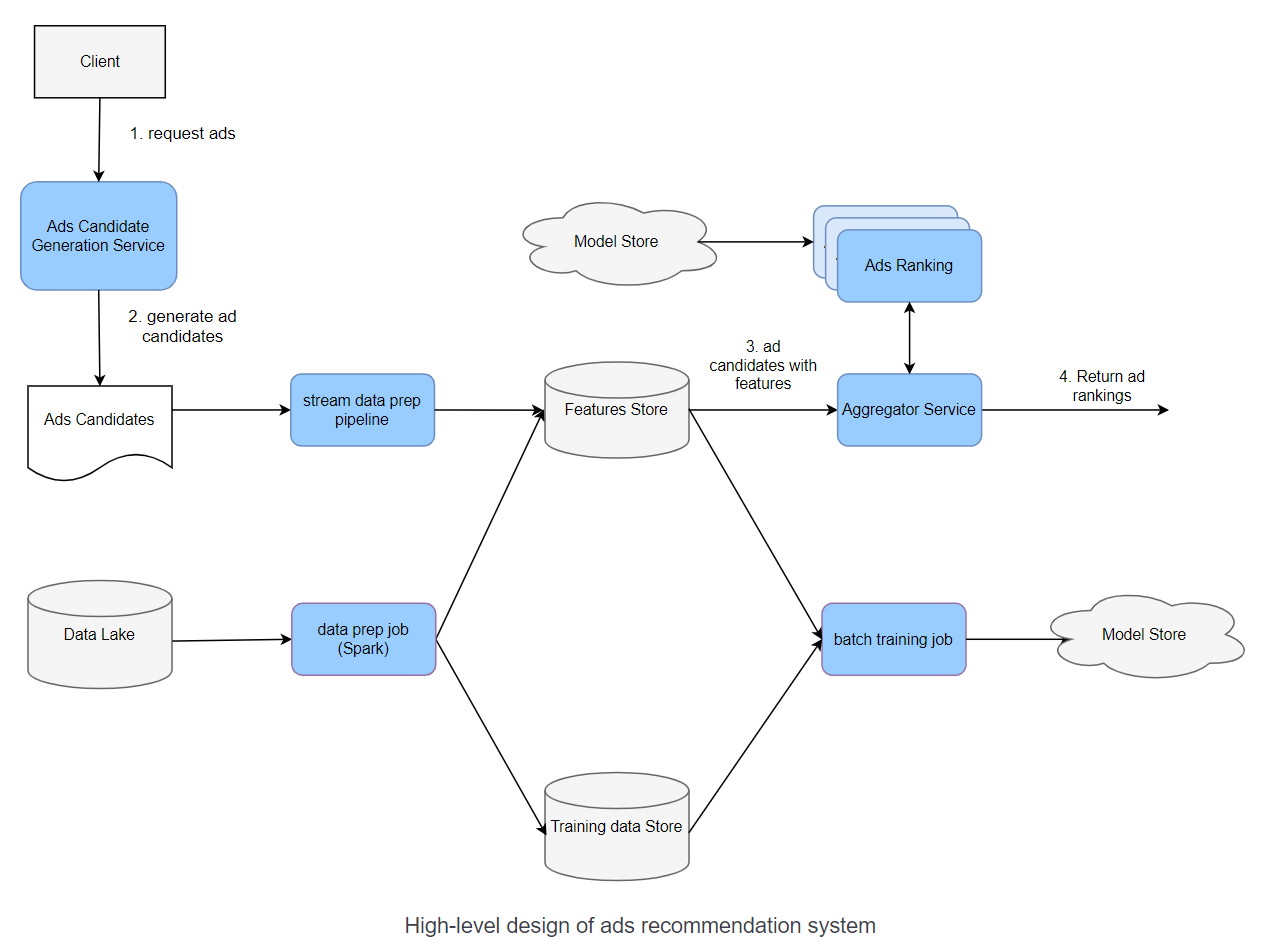 Client
1. request ads
Ads Candidate
Generation Service
Model Store
Ads Ranking
2. generate ad
candidates
3. ad
candidates with
features
4. Return ad
rankings
Ads Candidates
stream data prep
pipeline
Features Store
Aggregator Service
Data Lake
data prep job
(Spark)
batch training job
Model Store
Training data Store
High-level design of ads recommendation system